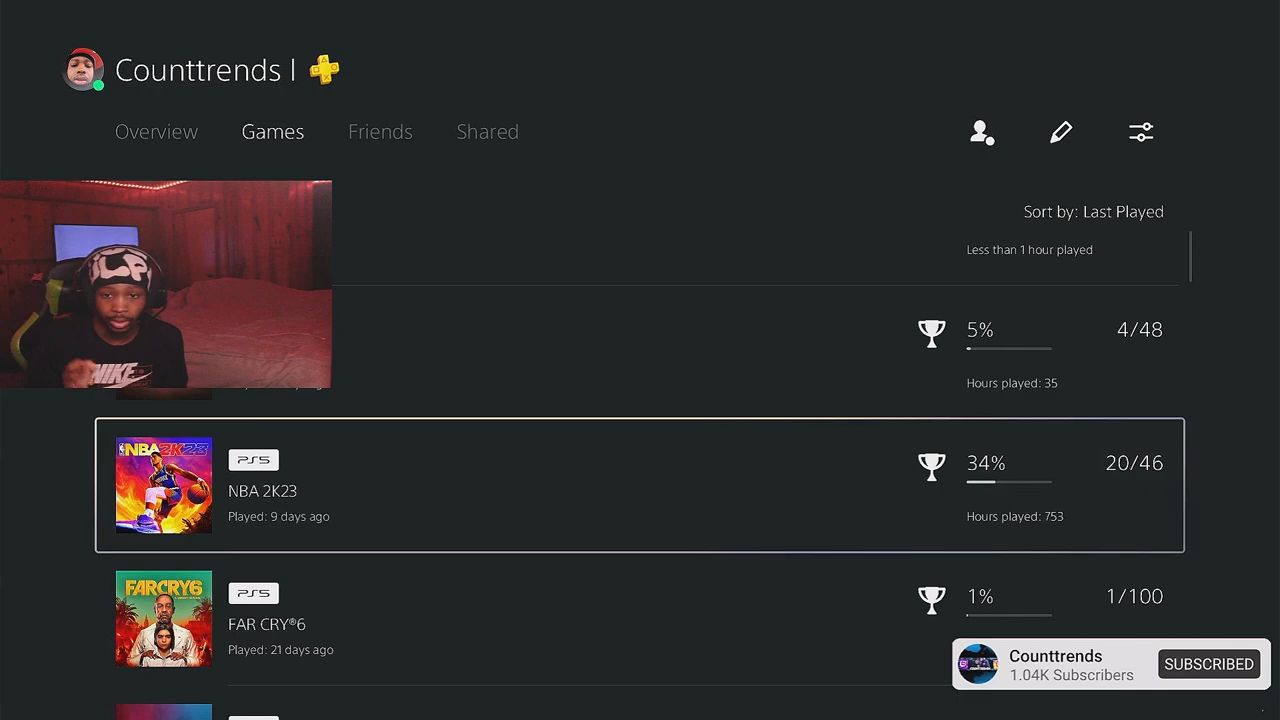 Counttrends |
Overview Games Friends Shared
Sort by: Last Played
Less than 1 hour played
5% 4/48
Hours played: 35
NBA2K23
PS5
NBA 2K23
Played: 9 days ago
34% 20/46
Hours played: 753
NIKE
FARCRY6
PS5
FAR CRY®6
Played: 21 days ago
1% 1/100
Counttrends
1.04K Subscribers
SUBSCRIBED